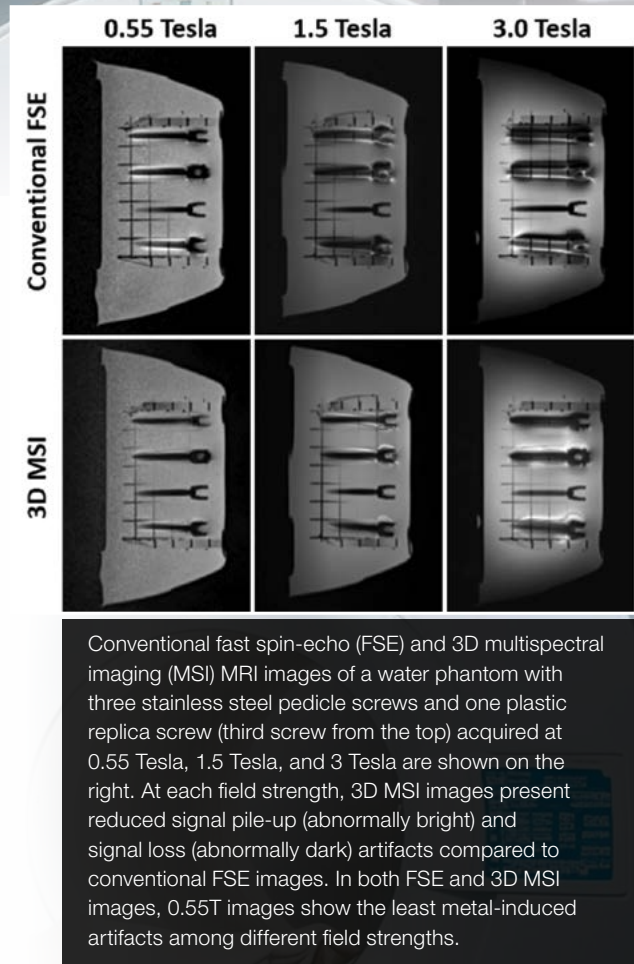 0.55 Tesla 1.5 Tesla 3.0 Tesla
Conventional FSE
3D MSI
Conventional fast spin-echo (FSE) and 3D multispectral
imaging (MSI) MRI images of a water phantom with
three stainless steel pedicle screws and one plastic
replica screw (third screw from the top) acquired at
0.55 Tesla, 1.5 Tesla, and 3 Tesla are shown on the
right. At each field strength, 3D MSI images present
reduced signal pile-up (abnormally bright) and
signal loss (abnormally dark) artifacts compared to
conventional FSE images. In both FSE and 3D MSI
images, 0.55T images show the least metal-induced
artifacts among different field strengths.